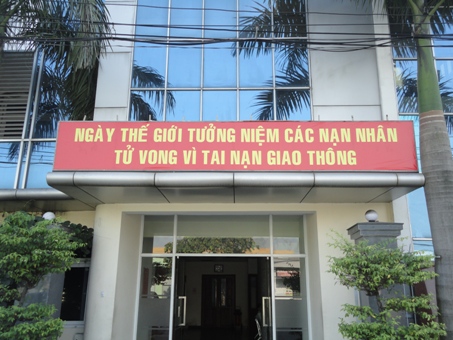 NGÀY THẾ GIỚI TƯỞNG NIỆM CÁC NẠN NHÂN
TỬ VONG VÌ TAI NẠN GIAO THÔNG